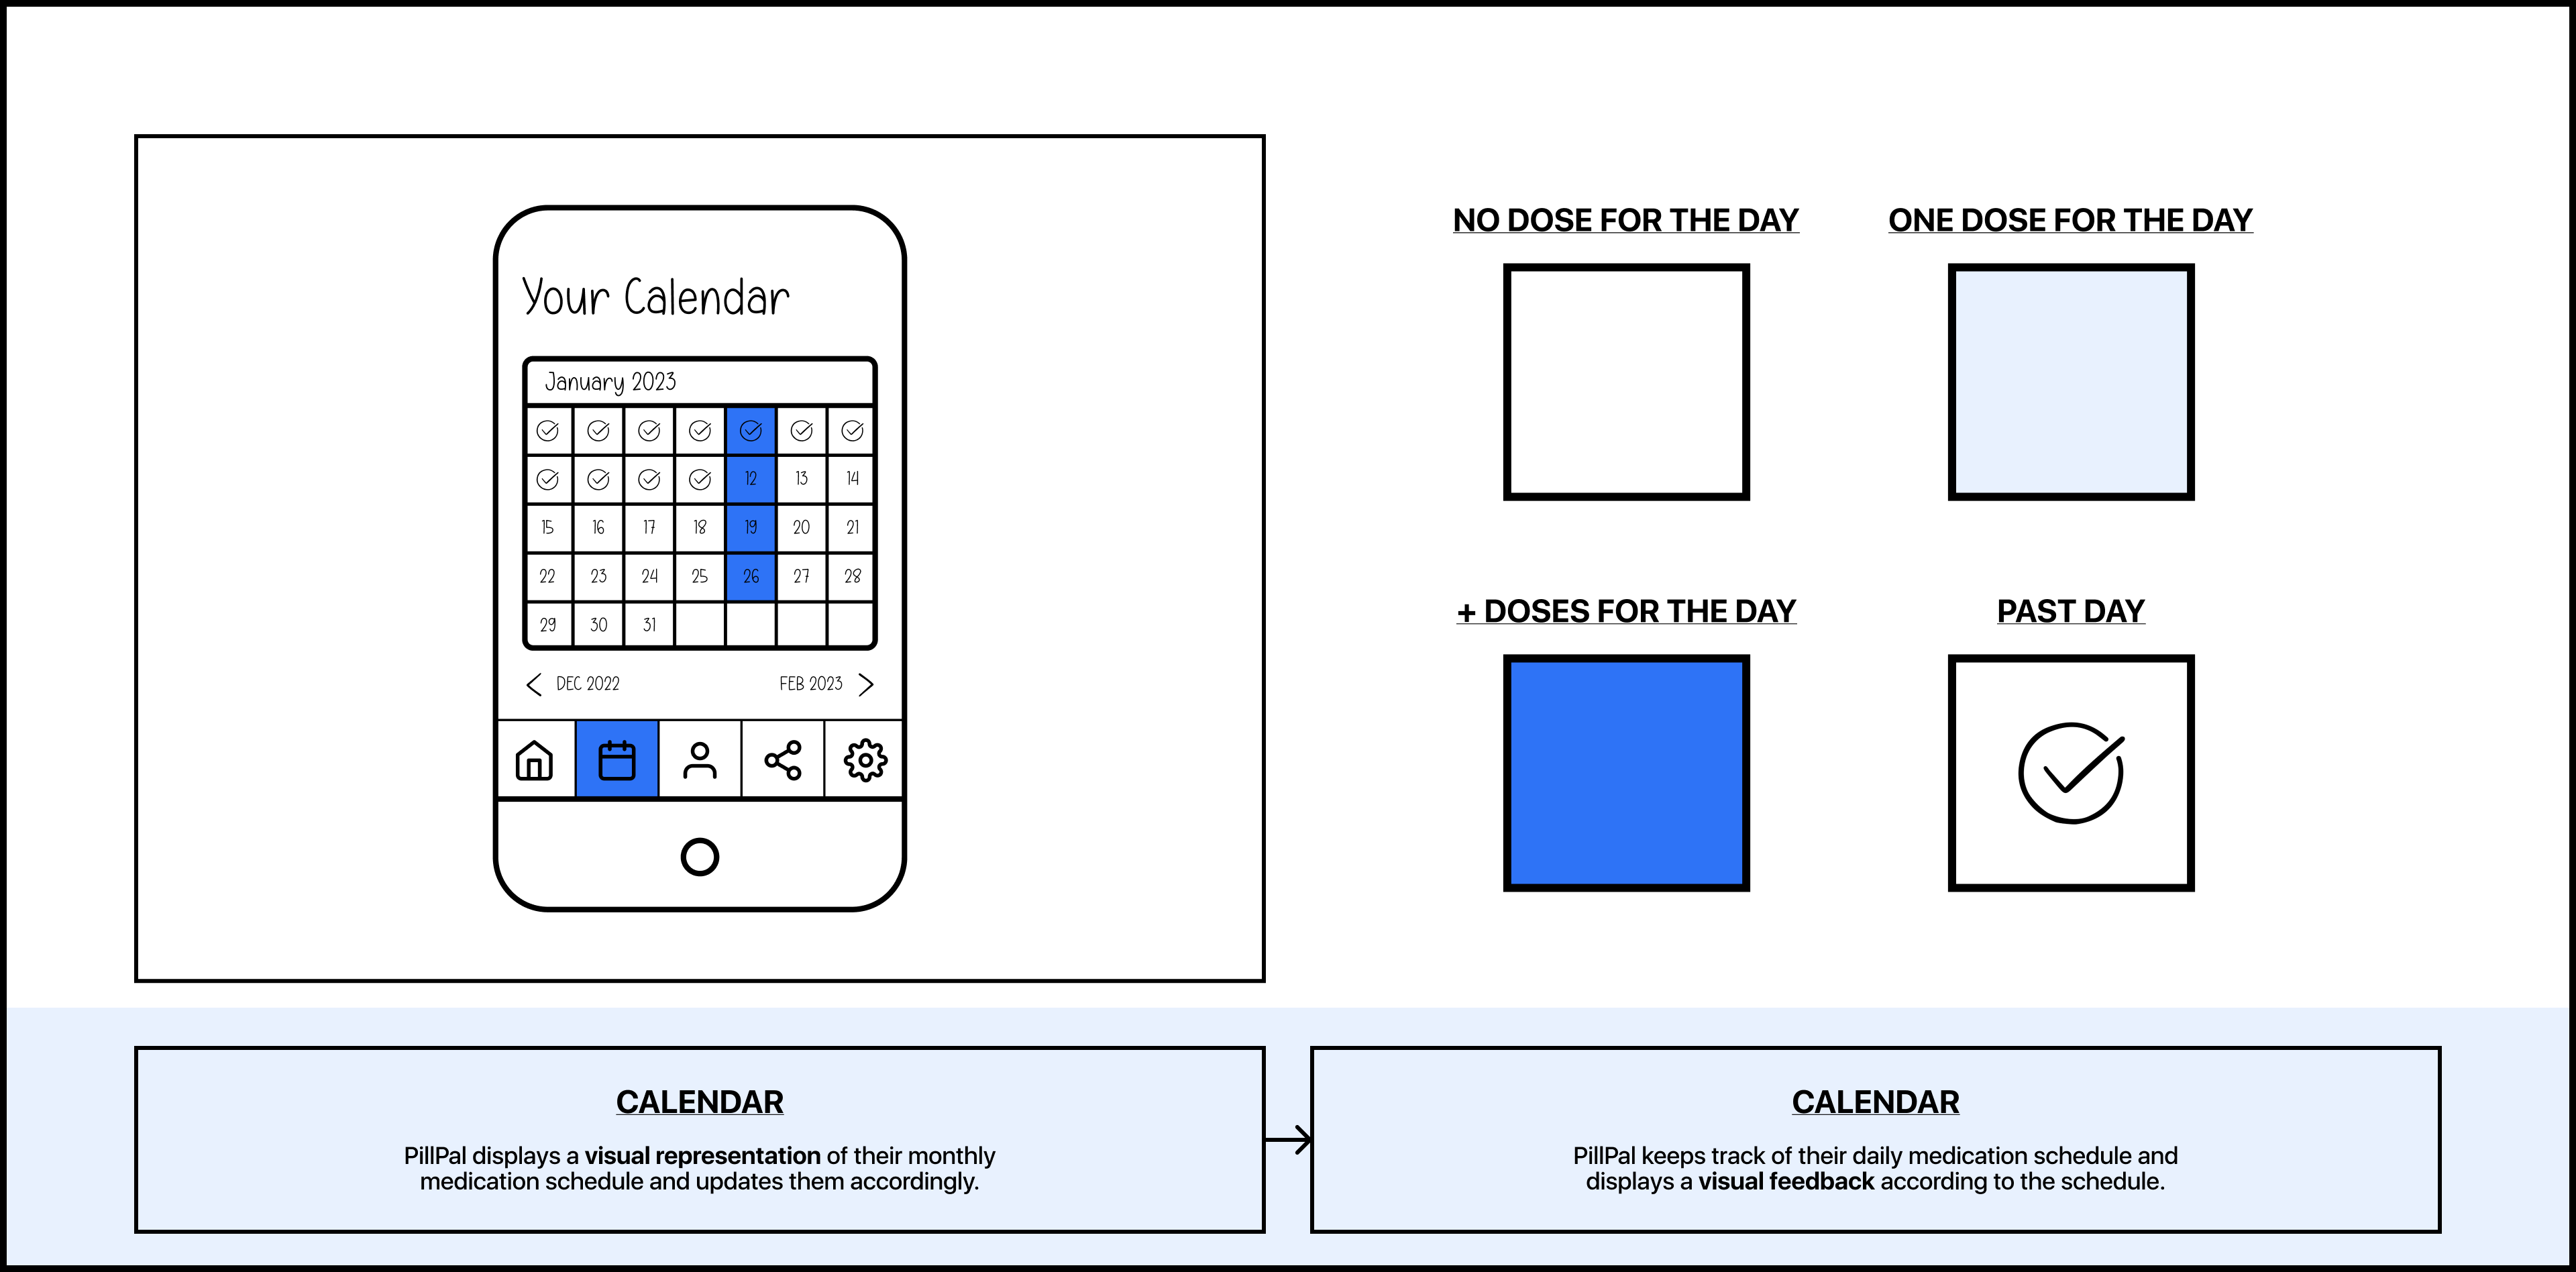 Your Calendar
January 2023
12 13 14
15 16 17 18 19 20 21
22 23 24 25 26 27 28
29 30 31
DEC 2022 FEB 2023
NO DOSE FOR THE DAY
ONE DOSE FOR THE DAY
+ DOSES FOR THE DAY
PAST DAY
CALENDAR
PillPal displays a visual representation of their monthly
medication schedule and updates them accordingly.
CALENDAR
PillPal keeps track of their daily medication schedule and
displays a visual feedback according to the schedule.